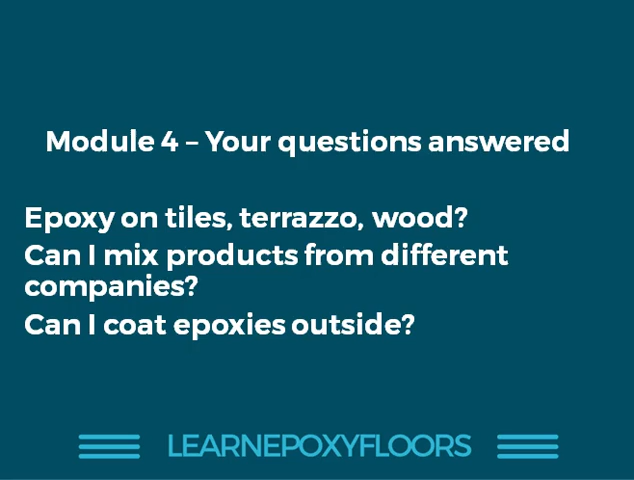 Module 4 – Your questions answered
Epoxy on tiles, terrazzo, wood?
Can I mix products from different
companies?
Can I coat epoxies outside?
LEARNEPOXYFLOORS